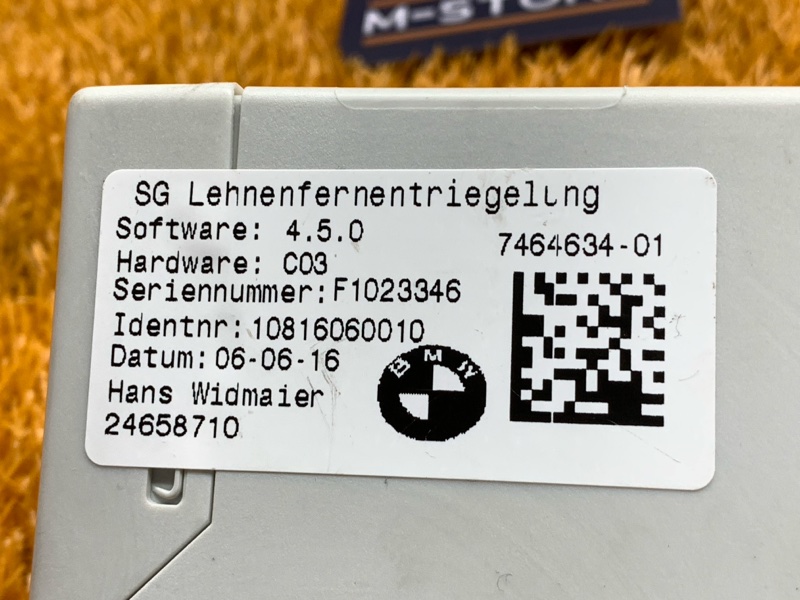 M-STOR
SG Lehnenfernentriegelung
Software: 4.5.0
7464634-01
Hardware: C03
Seriennummer: F1023346
Identnr: 10816060010
Datum: 06-06-16
Hans Widmaier
24658710
BMW